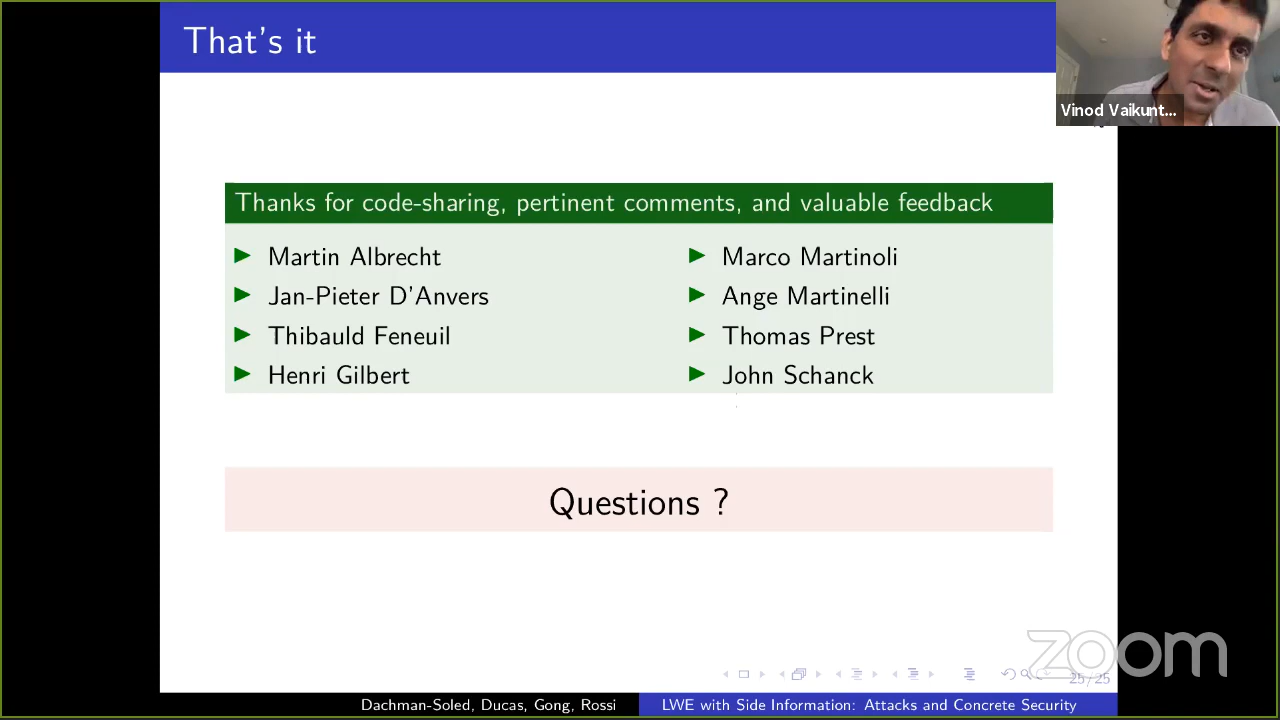 That's it
Vinod Vaikunt...
Thanks for code-sharing, pertinent comments, and valuable feedback
Martin Albrecht
Jan-Pieter D'Anvers
Thibauld Feneuil
Henri Gilbert
Marco Martinoli
Ange Martinelli
Thomas Prest
John Schanck
Questions ?
zoom
25/25
Dachman-Soled, Ducas, Gong, Rossi
LWE with Side Information: Attacks and Concrete Security